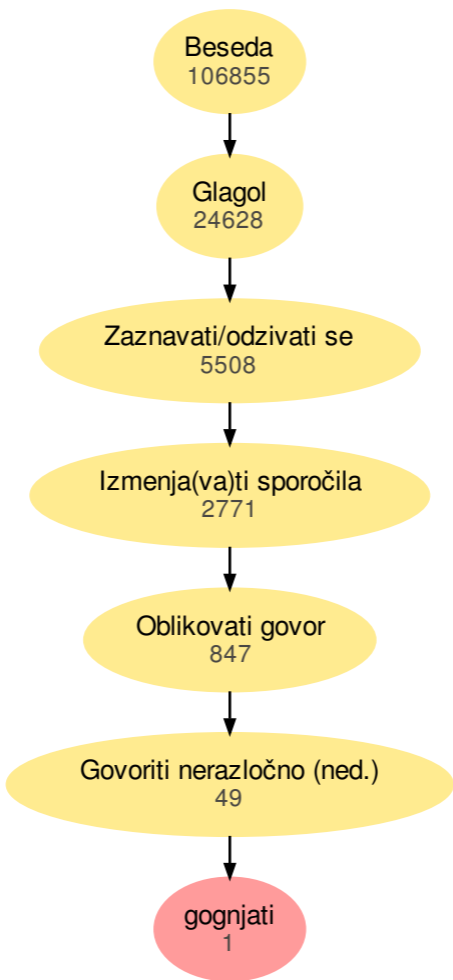 Beseda
106855
Glagol
24628
Zaznavati/odzivati se
5508
Izmenja(va)ti sporočila
2771
Oblikovati govor
847
Govoriti nerazločno (ned.)
49
gognjati
1